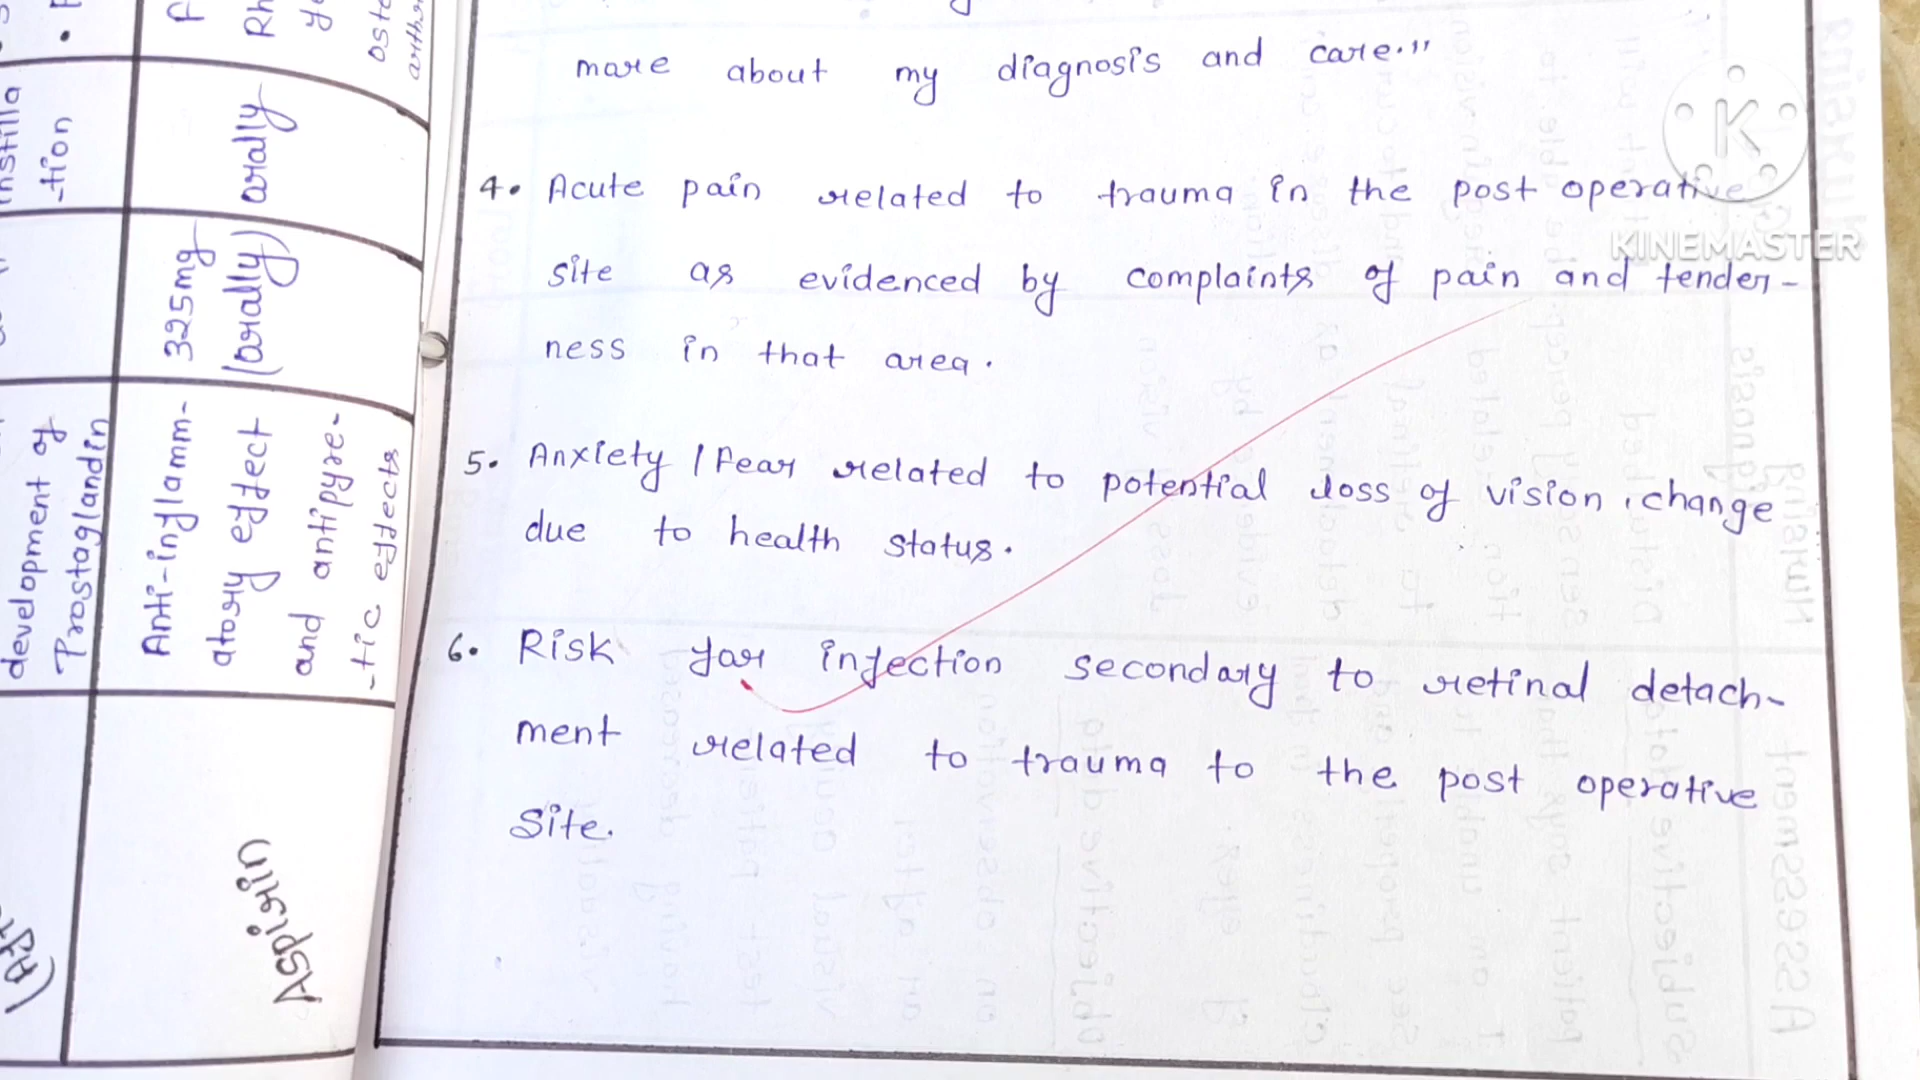 more about my diagnosis and care."
4. Acute pain related to trauma in the post operative
site as evidenced by complaints of pain and tender-
ness in that area.
5. Anxiety / Fear related to potential loss of vision, change
due to health status.
6. Risk for infection secondary to retinal detach-
ment related to trauma to the post operative
site.
K
KINEMASTER
-tion
development of
Prostaglandin
orally
325mg
(orally)
Anti-inflamm-
atory effect
and antipyre-
-tic effects
Aspirin